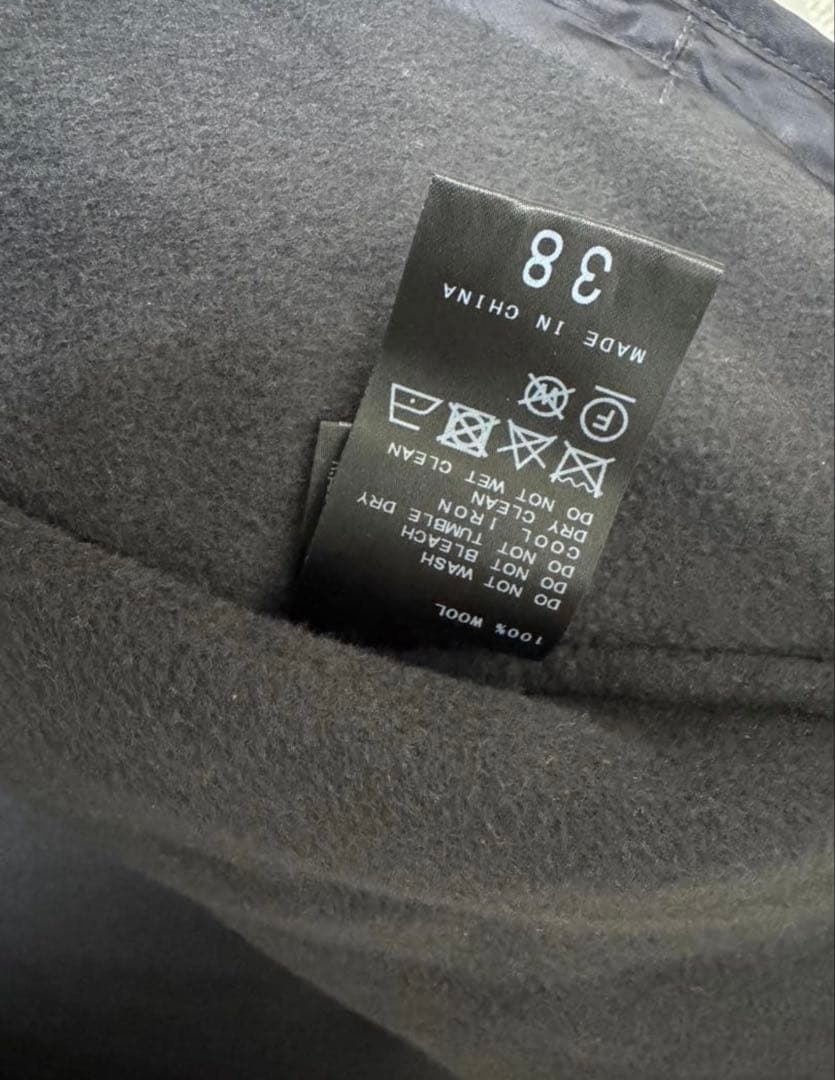 100% WOOL
DO NOT WASH
DO NOT BLEACH
DO NOT TUMBLE DRY
COOL IRON
DRY CLEAN
DO NOT WET CLEAN
F W
MADE IN CHINA
38